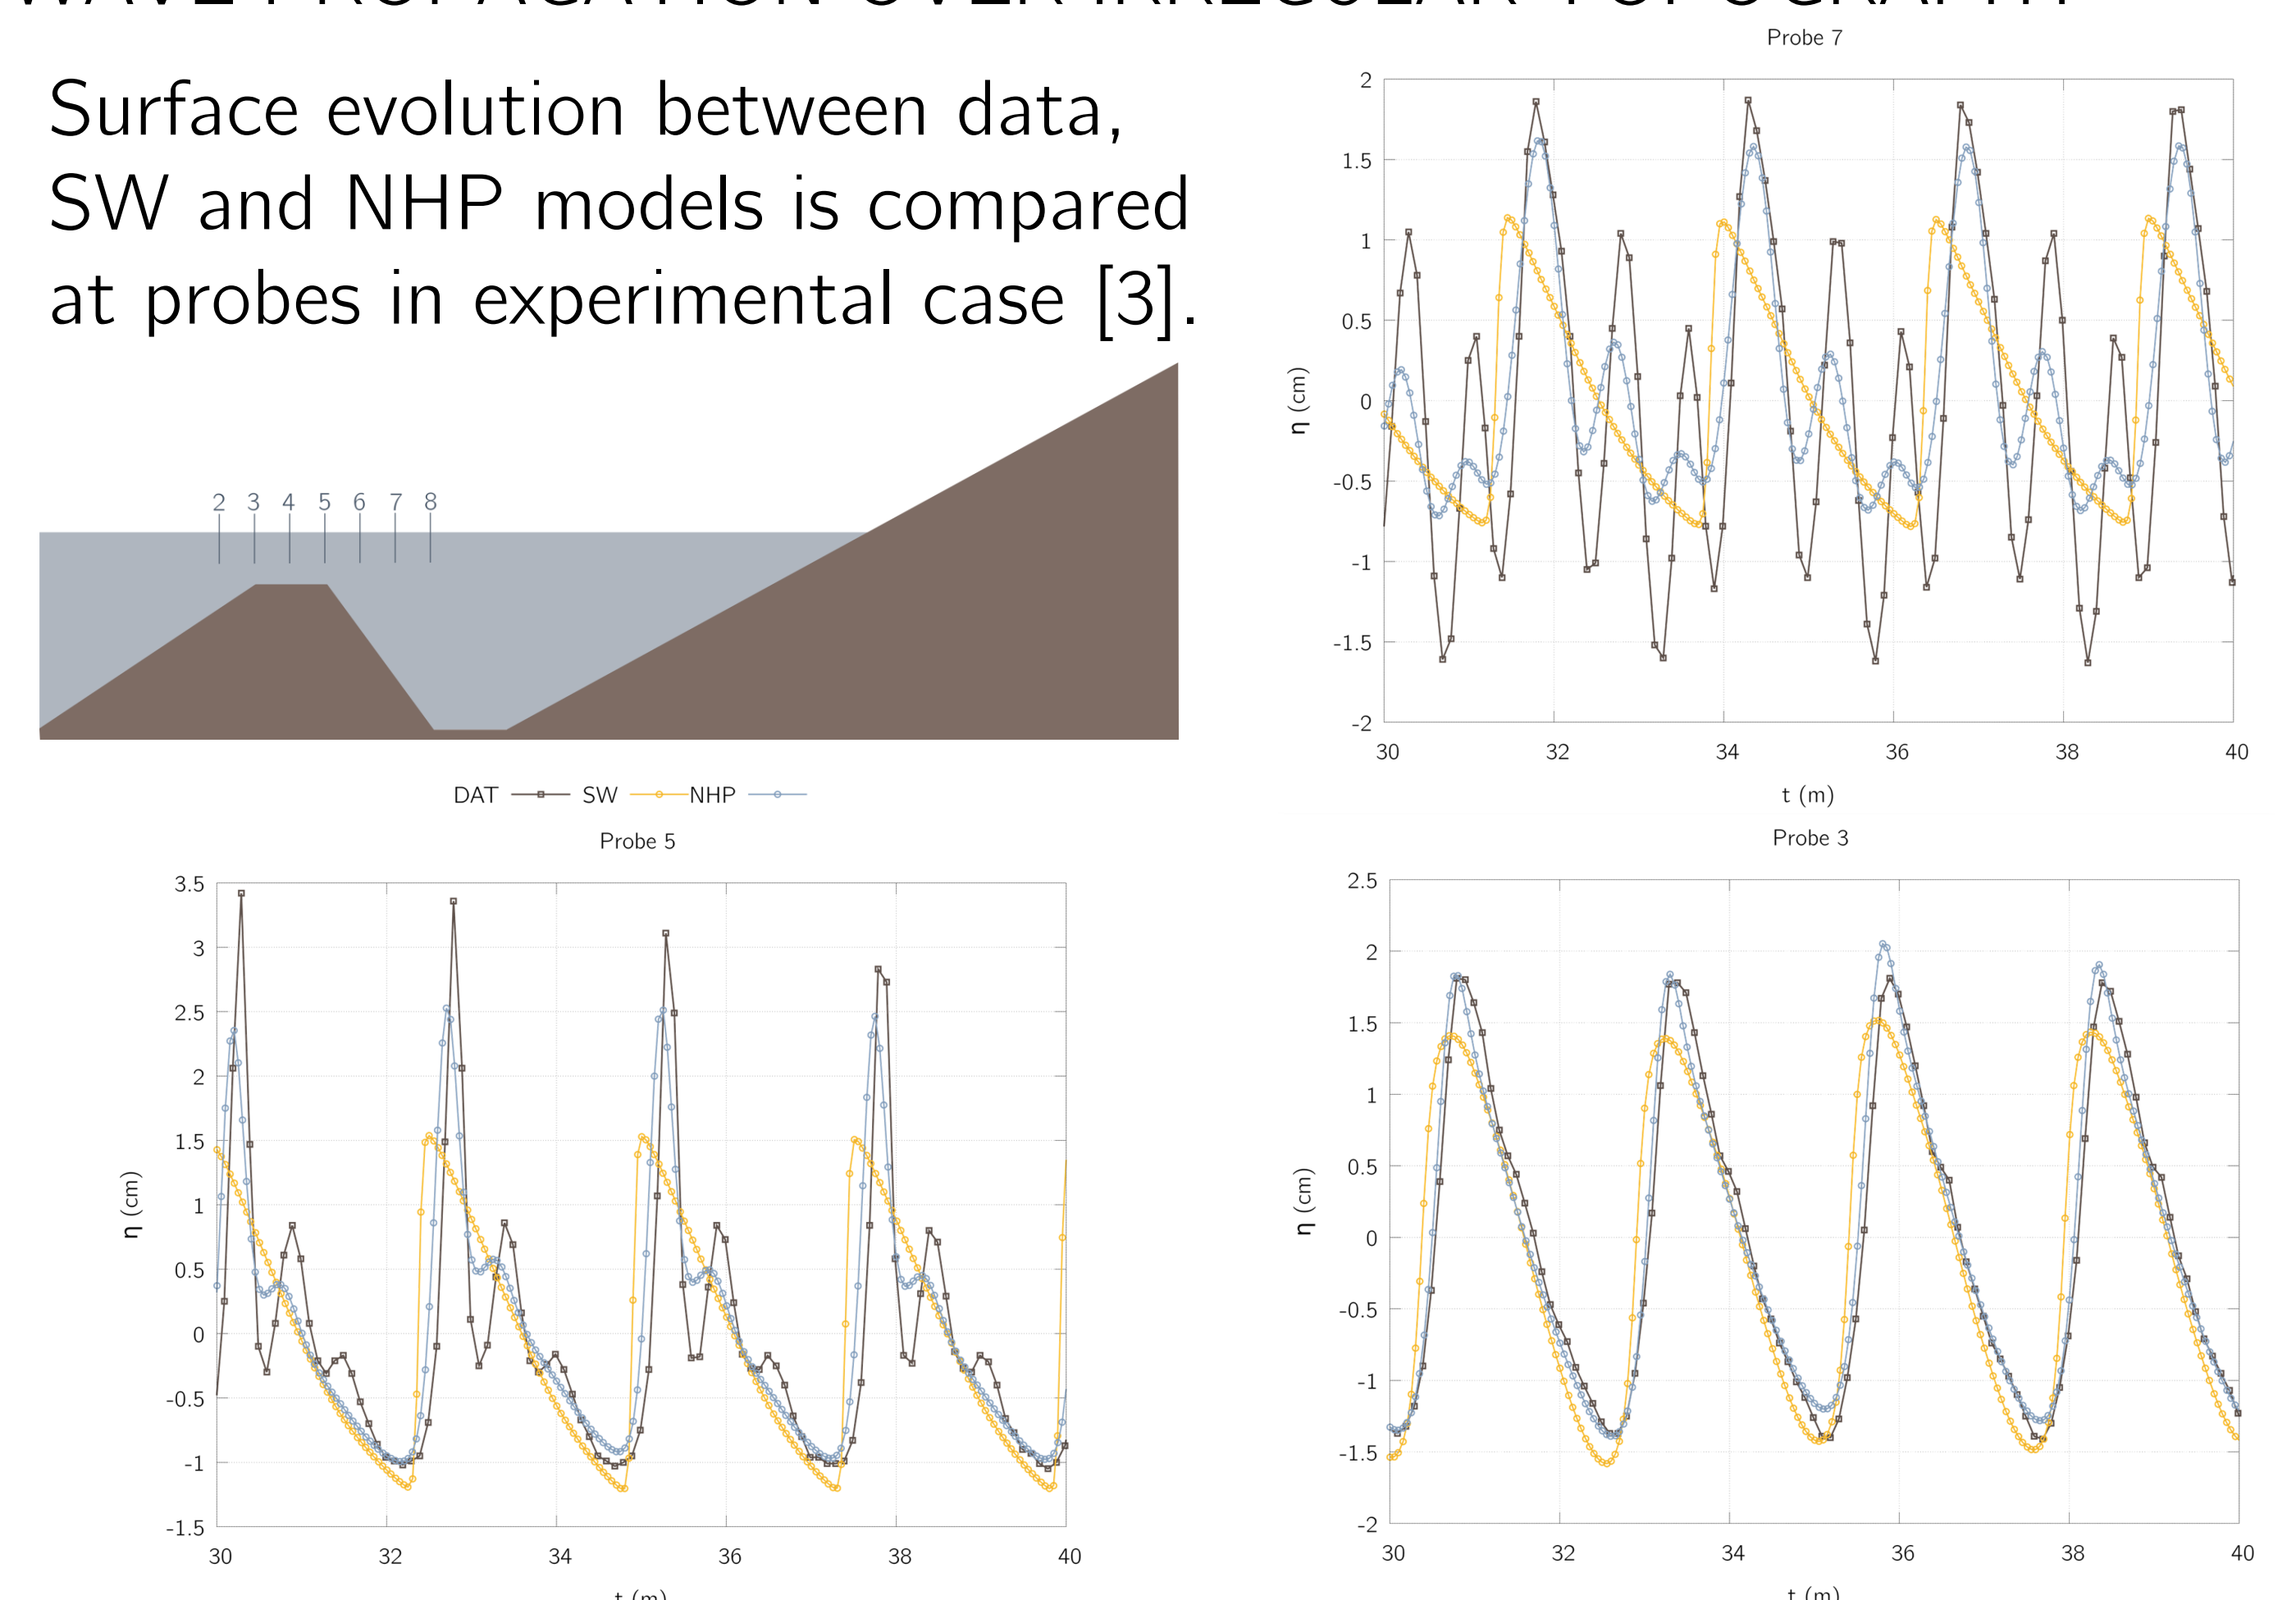 WAVE PROPAGATION OVER IRREGULAR TOPOGRAPHY
Surface evolution between data,
SW and NHP models is compared
at probes in experimental case [3].
2 3 4 5 6 7 8
DAT SW NHP
Probe 7
2
1.5
1
0.5
0
-0.5
-1
-1.5
-2
η (cm)
30 32 34 36 38 40
t (m)
Probe 5
3.5
3
2.5
2
1.5
1
0.5
0
-0.5
-1
-1.5
η (cm)
30 32 34 36 38 40
t (m)
Probe 3
2.5
2
1.5
1
0.5
0
-0.5
-1
-1.5
-2
η (cm)
30 32 34 36 38 40
t (m)